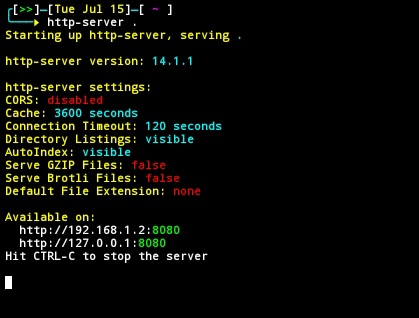 ┌[>>]─[Tue Jul 15]─[ ~ ]
└───▶ http-server .
Starting up http-server, serving .
http-server version: 14.1.1
http-server settings:
CORS: disabled
Cache: 3600 seconds
Connection Timeout: 120 seconds
Directory Listings: visible
AutoIndex: visible
Serve GZIP Files: false
Serve Brotli Files: false
Default File Extension: none
Available on:
  http://192.168.1.2:8080
  http://127.0.0.1:8080
Hit CTRL-C to stop the server